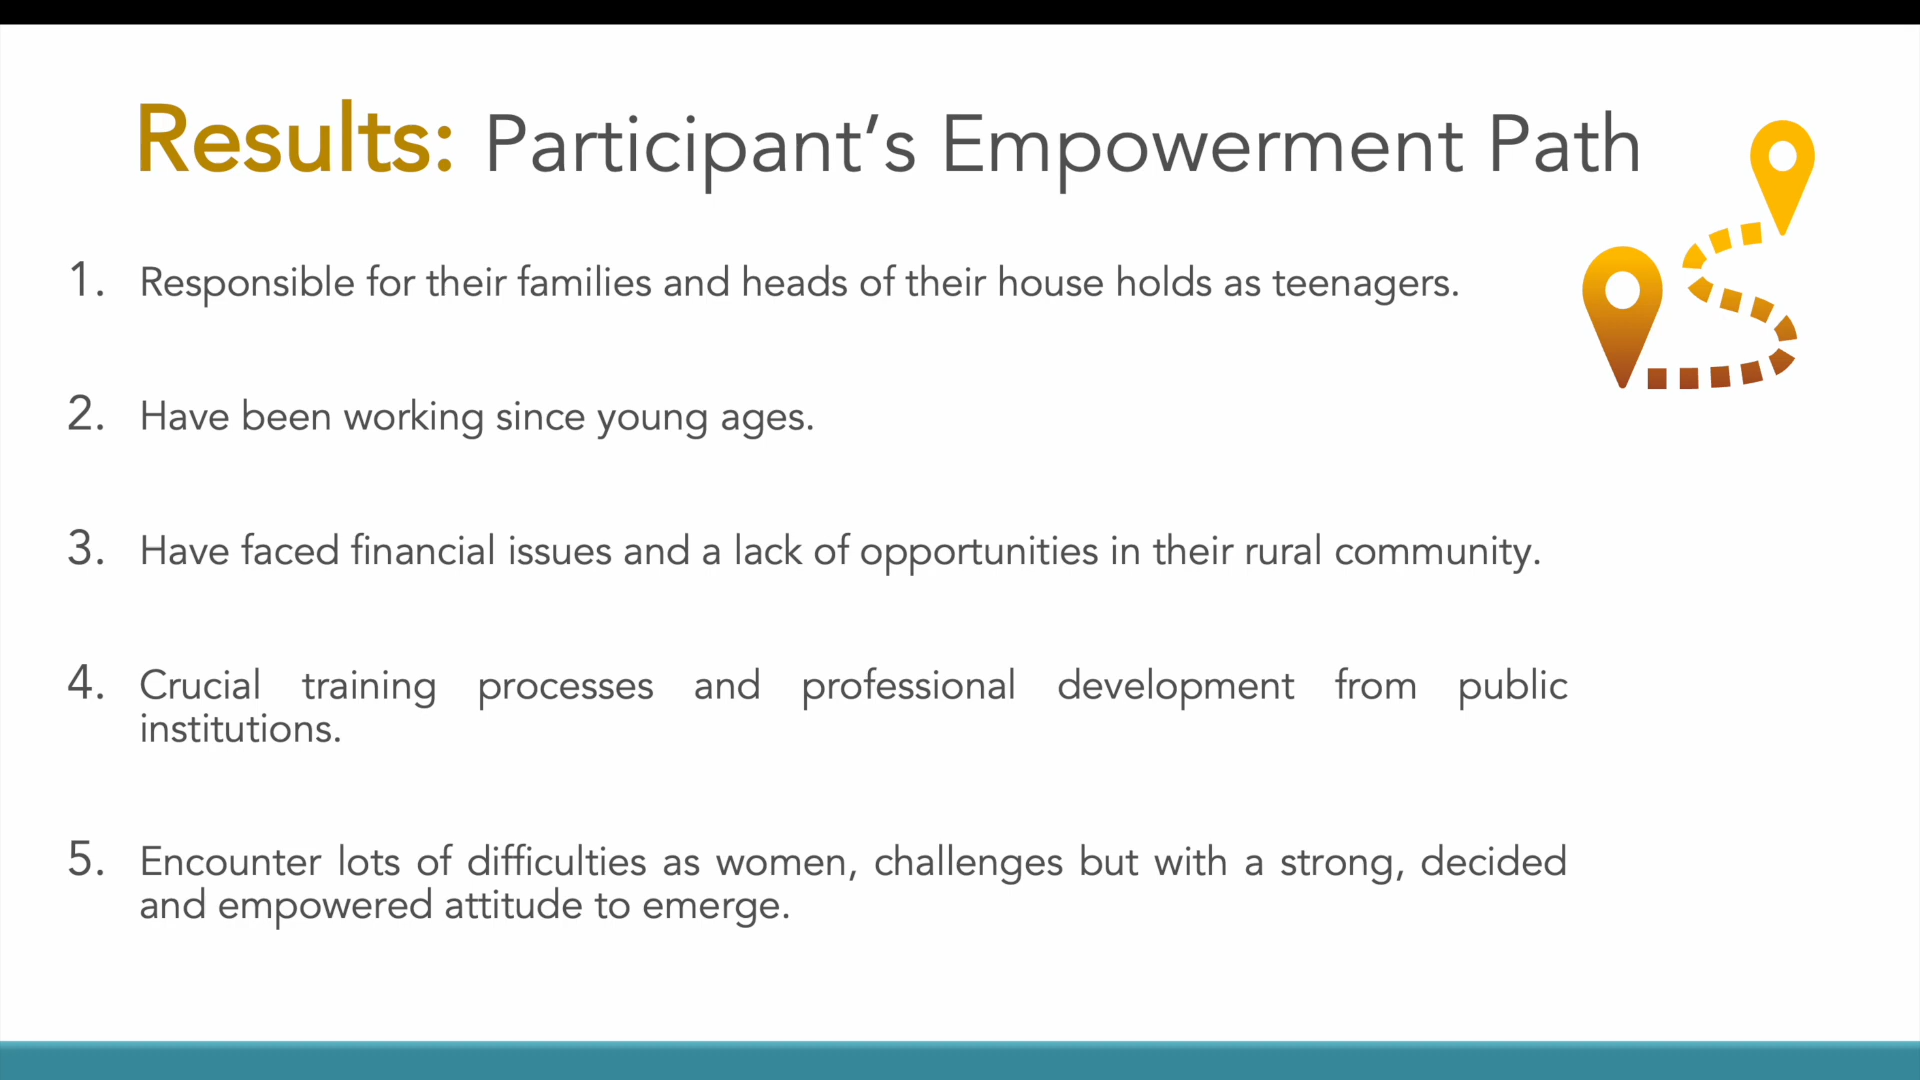 Results: Participant’s Empowerment Path
1. Responsible for their families and heads of their house holds as teenagers.
2. Have been working since young ages.
3. Have faced financial issues and a lack of opportunities in their rural community.
4. Crucial training processes and professional development from public
institutions.
5. Encounter lots of difficulties as women, challenges but with a strong, decided
and empowered attitude to emerge.